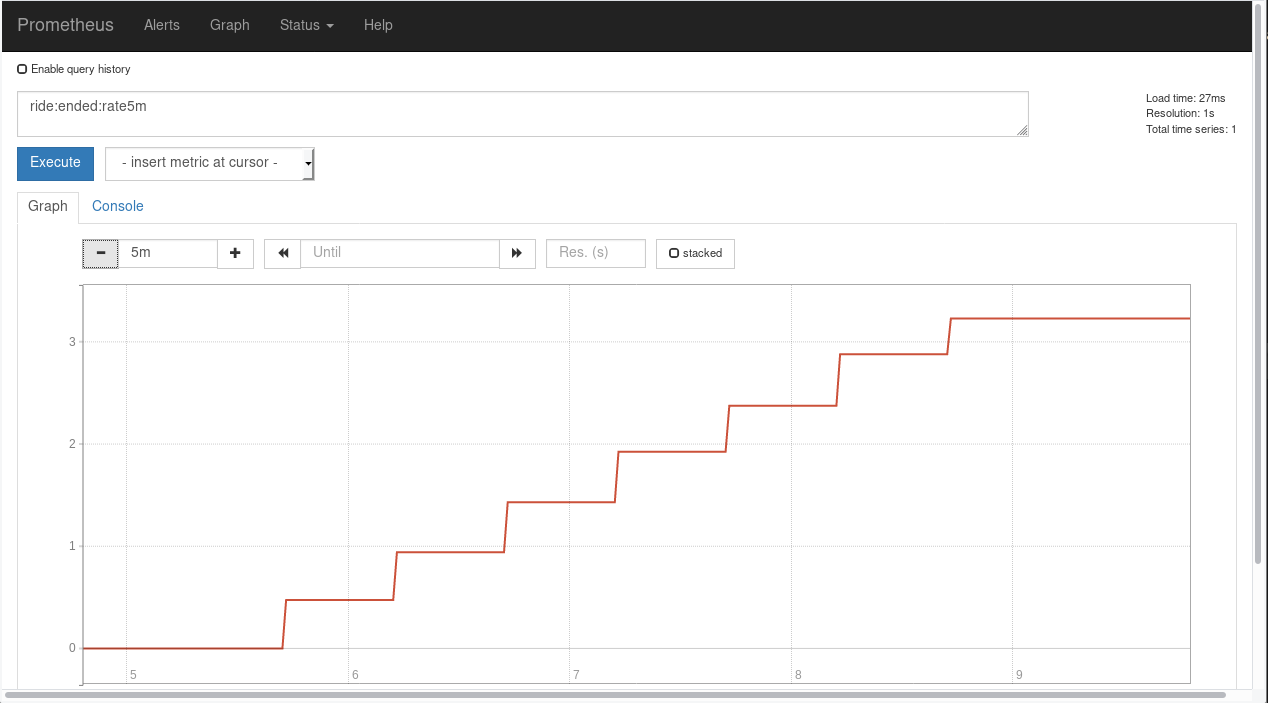 Prometheus Alerts Graph Status Help
Enable query history
ride:ended:rate5m
Load time: 27ms
Resolution: 1s
Total time series: 1
Execute - insert metric at cursor -
Graph Console
5m Until Res. (s) stacked
3
2
1
0
5 6 7 8 9